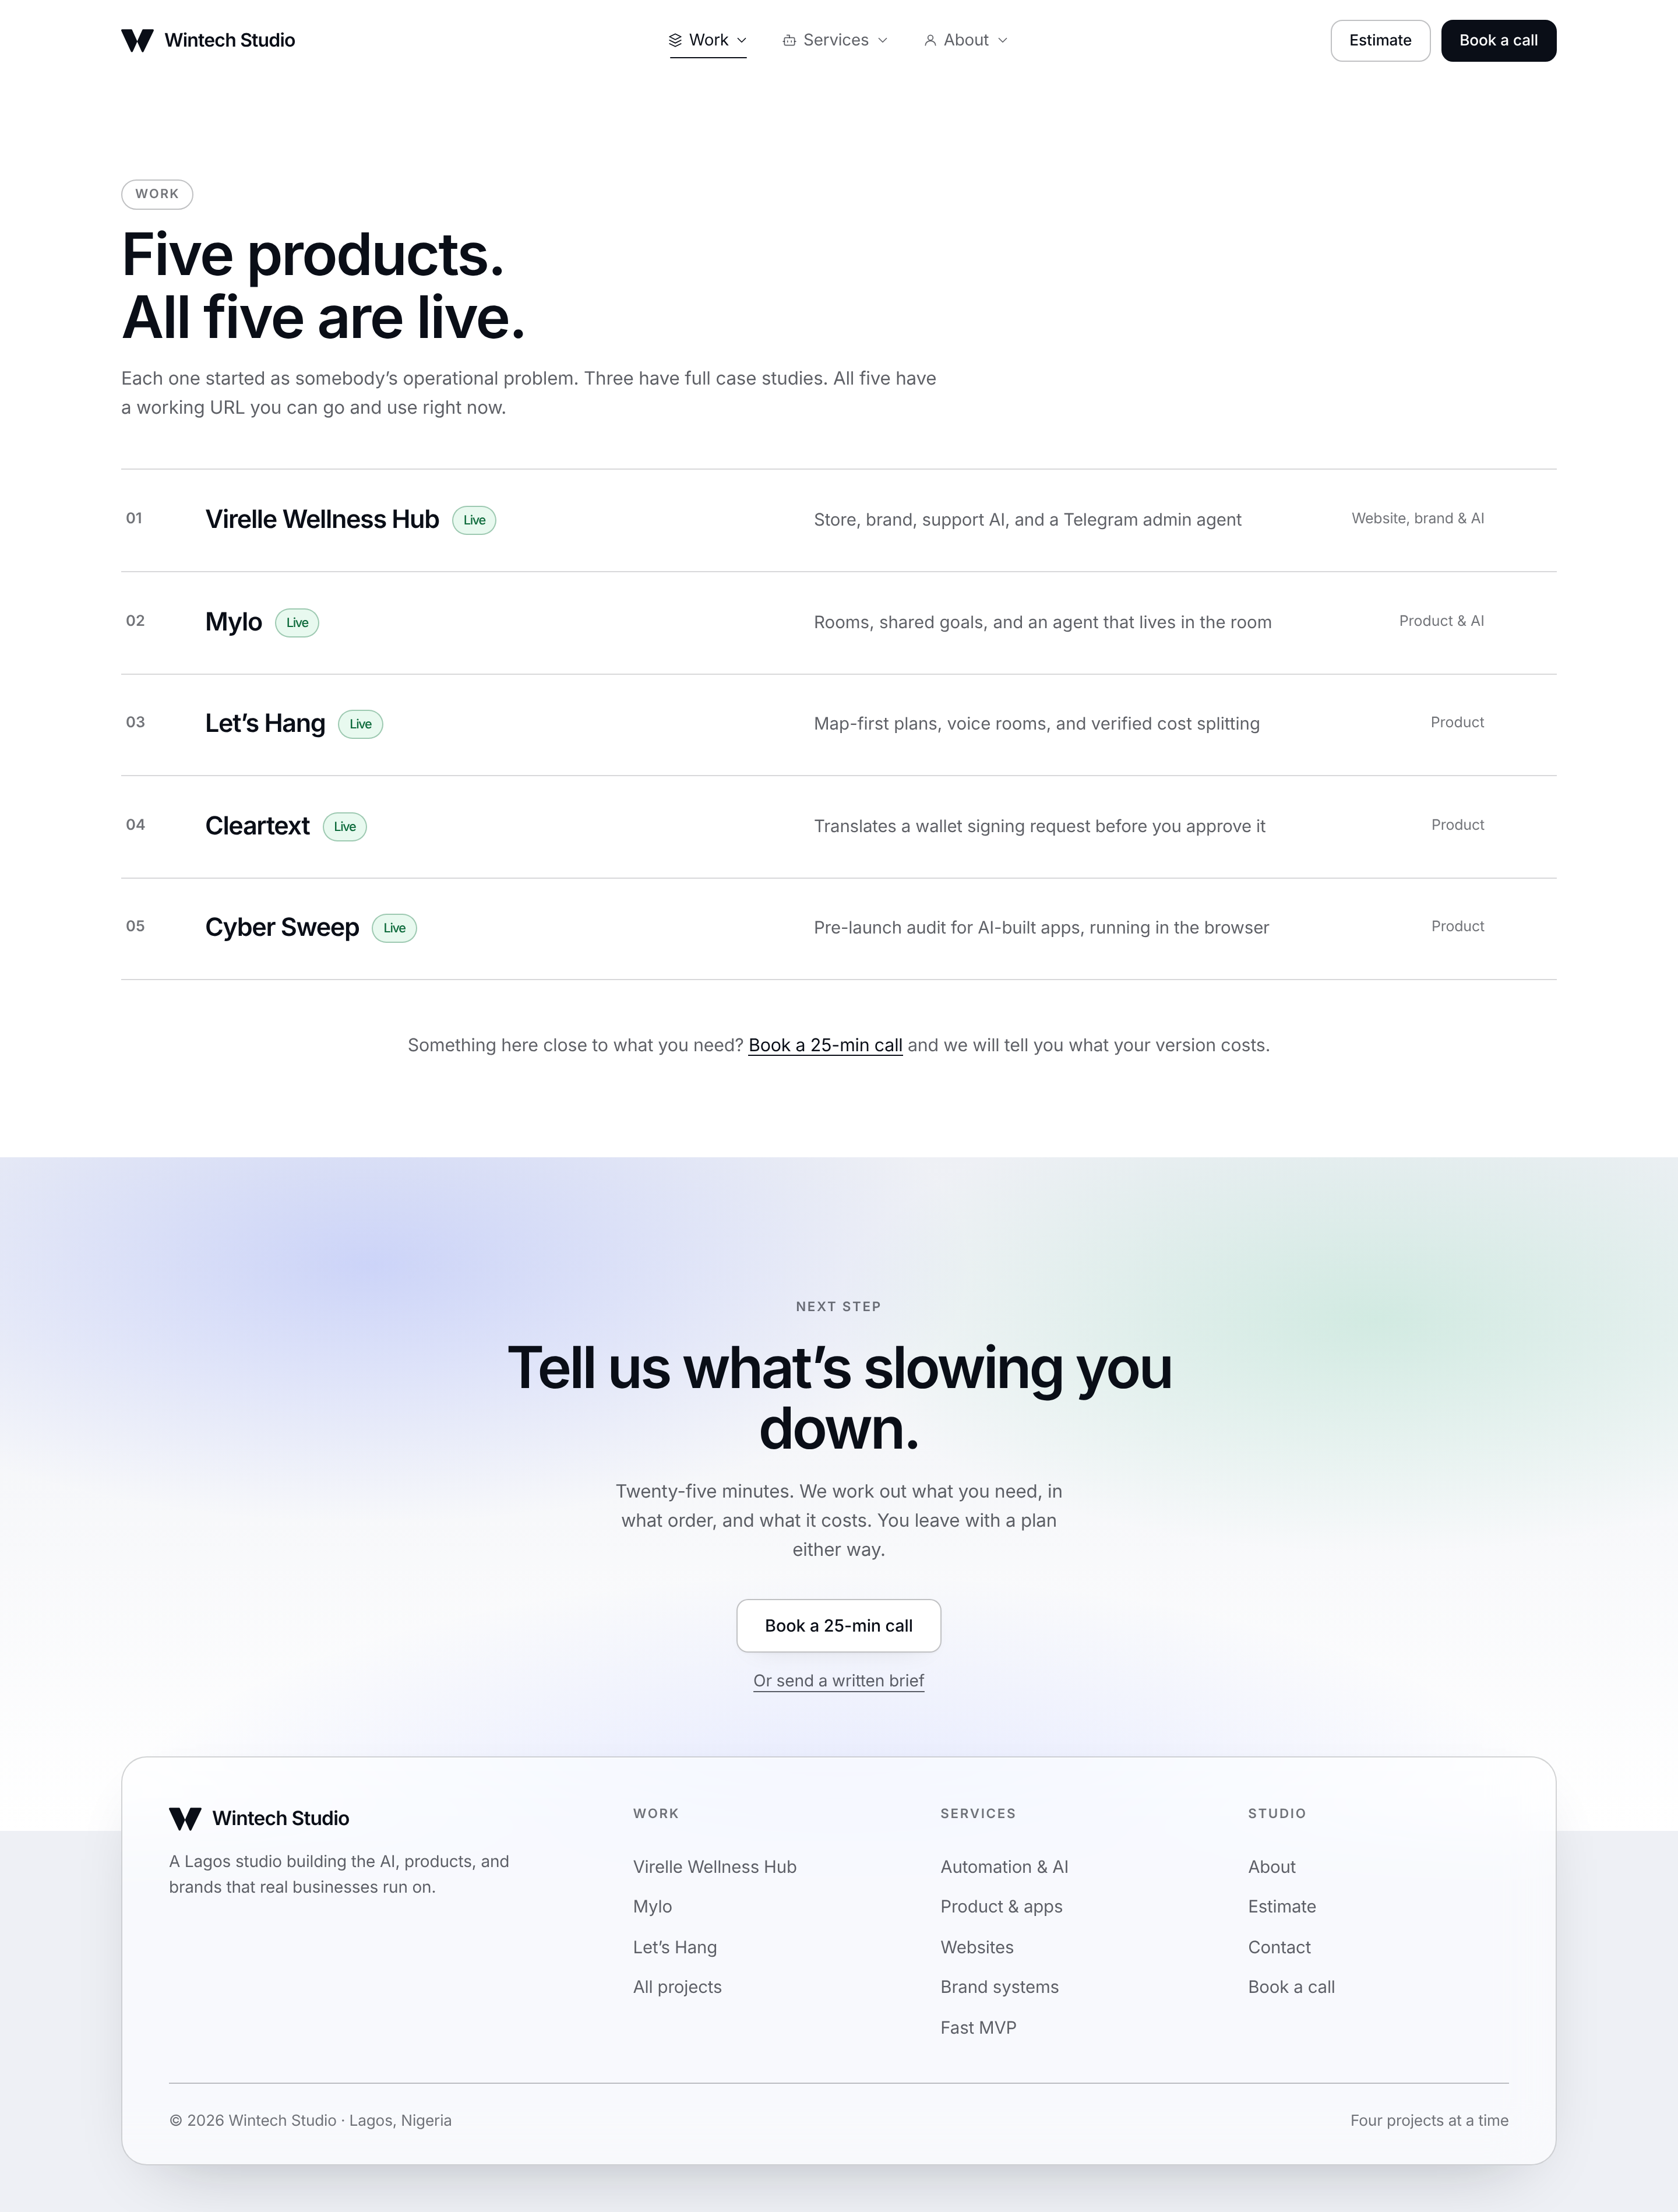 Wintech Studio
Work
Services
About
Estimate
Book a call
WORK
Five products.
All five are live.
Each one started as somebody’s operational problem. Three have full case studies. All five have
a working URL you can go and use right now.
01
Virelle Wellness Hub
Live
Store, brand, support AI, and a Telegram admin agent
Website, brand & AI
02
Mylo
Live
Rooms, shared goals, and an agent that lives in the room
Product & AI
03
Let’s Hang
Live
Map-first plans, voice rooms, and verified cost splitting
Product
04
Cleartext
Live
Translates a wallet signing request before you approve it
Product
05
Cyber Sweep
Live
Pre-launch audit for AI-built apps, running in the browser
Product
Something here close to what you need? Book a 25-min call and we will tell you what your version costs.
NEXT STEP
Tell us what’s slowing you
down.
Twenty-five minutes. We work out what you need, in
what order, and what it costs. You leave with a plan
either way.
Book a 25-min call
Or send a written brief
Wintech Studio
A Lagos studio building the AI, products, and
brands that real businesses run on.
WORK
Virelle Wellness Hub
Mylo
Let’s Hang
All projects
SERVICES
Automation & AI
Product & apps
Websites
Brand systems
Fast MVP
STUDIO
About
Estimate
Contact
Book a call
© 2026 Wintech Studio · Lagos, Nigeria
Four projects at a time